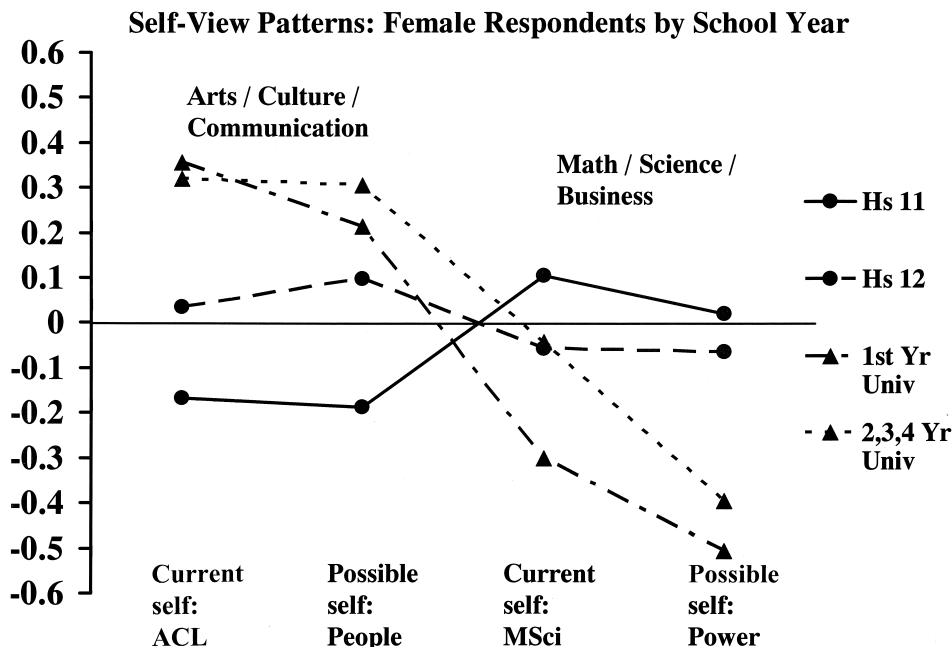 Self-View Patterns: Female Respondents by School Year
0.6
0.5
0.4
0.3
0.2
0.1
0
-0.1
-0.2
-0.3
-0.4
-0.5
-0.6
Arts / Culture /
Communication
Math / Science /
Business
Hs 11
Hs 12
1st Yr
Univ
2,3,4 Yr
Univ
Current
self:
ACL
Possible
self:
People
Current
self:
MSci
Possible
self:
Power